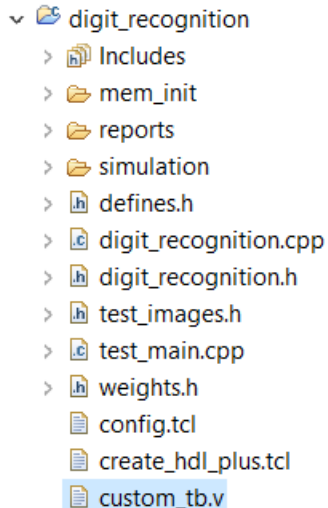 digit_recognition
Includes
mem_init
reports
simulation
defines.h
digit_recognition.cpp
digit_recognition.h
test_images.h
test_main.cpp
weights.h
config.tcl
create_hdl_plus.tcl
custom_tb.v